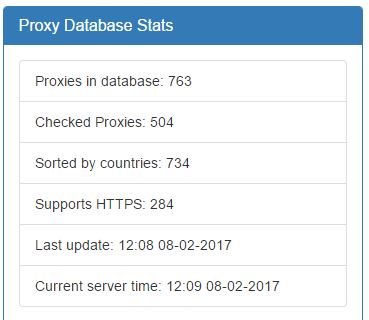 Proxy Database Stats
Proxies in database: 763
Checked Proxies: 504
Sorted by countries: 734
Supports HTTPS: 284
Last update: 12:08 08-02-2017
Current server time: 12:09 08-02-2017